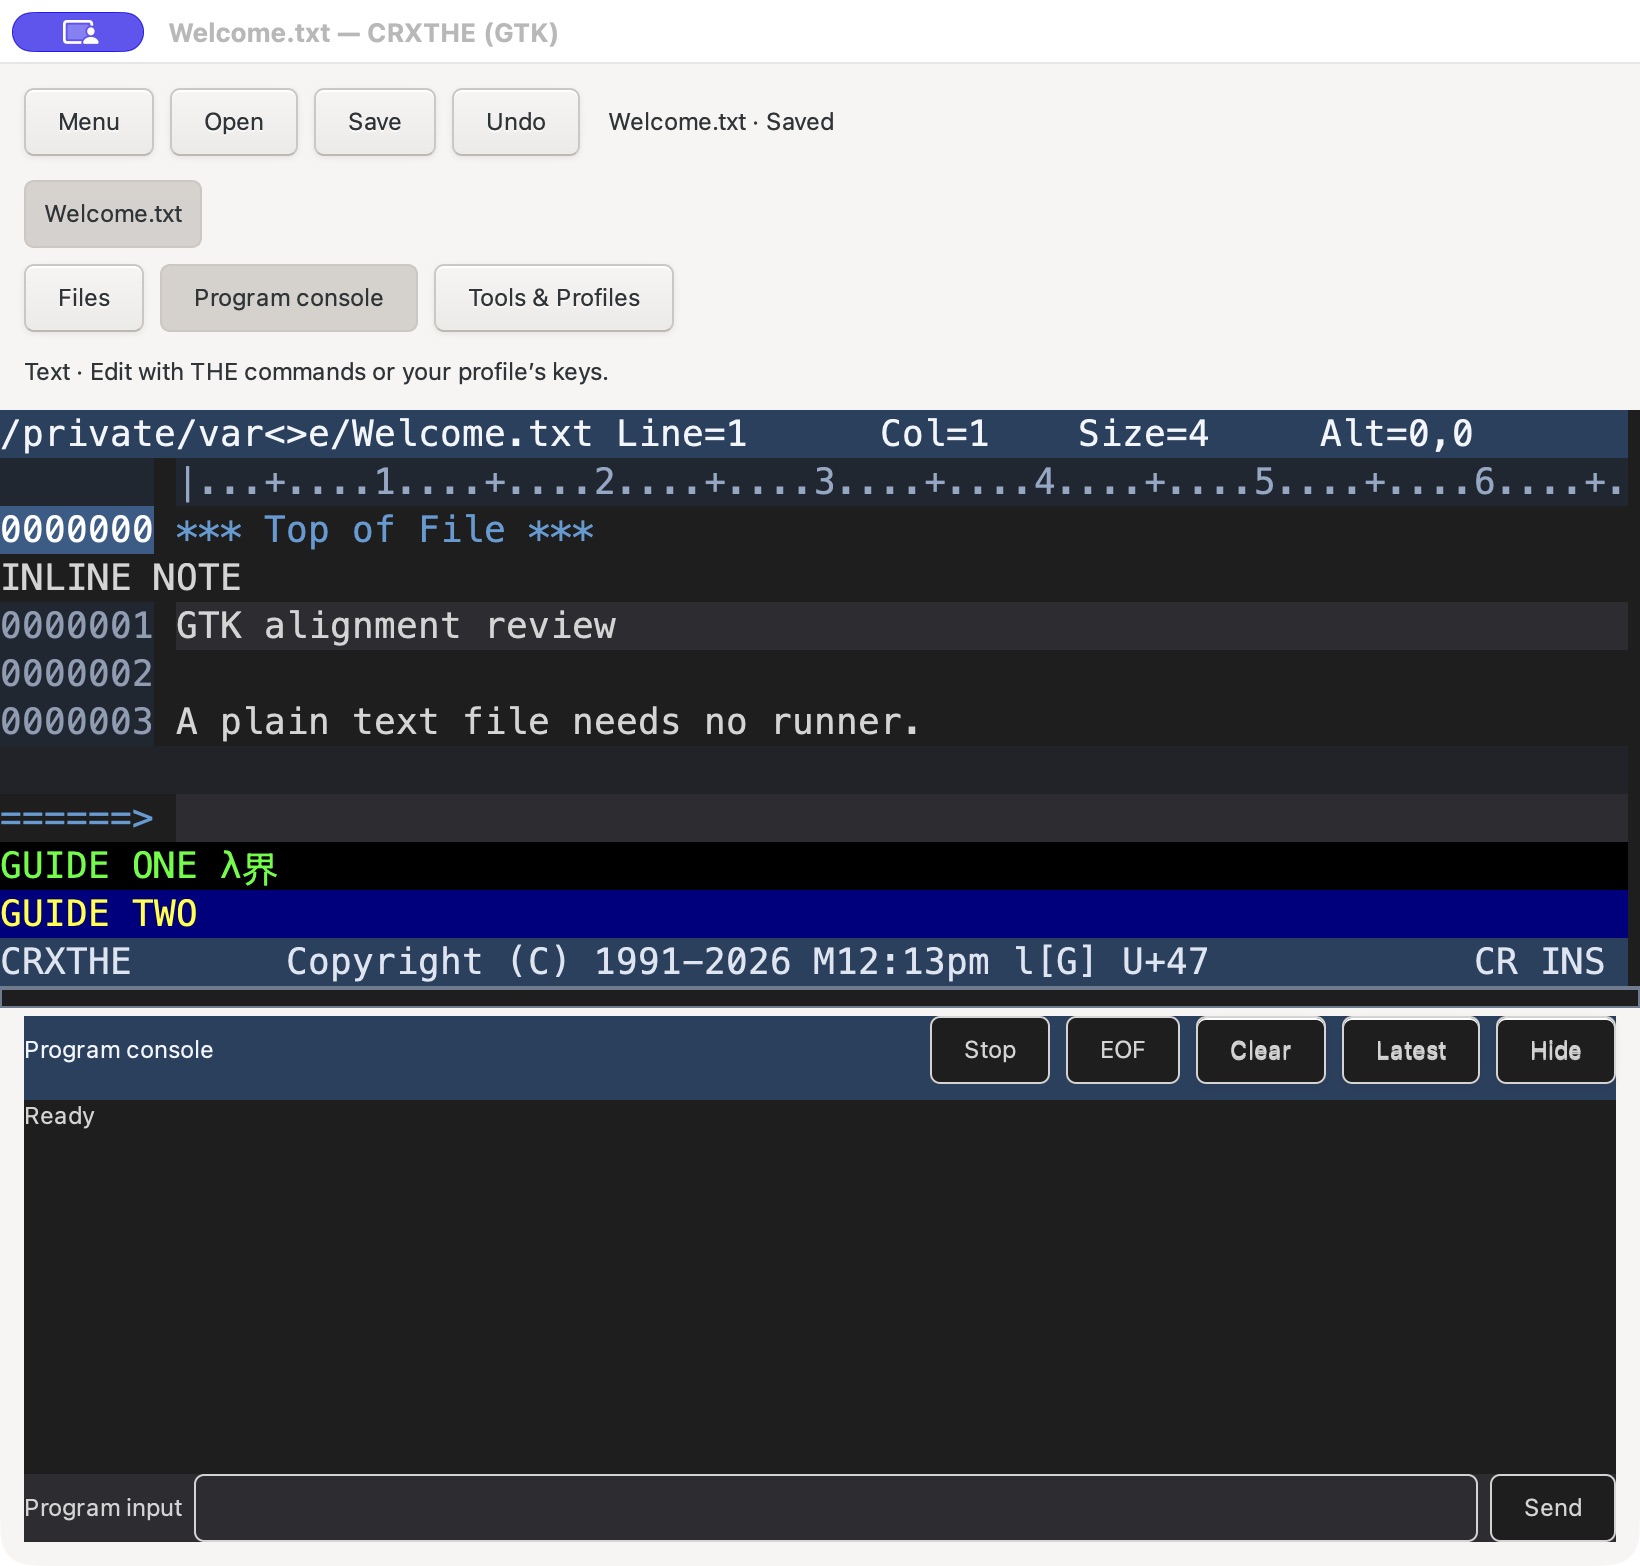 Welcome.txt — CRXTHE (GTK)
Menu Open Save Undo Welcome.txt · Saved
Welcome.txt
Files Program console Tools & Profiles
Text · Edit with THE commands or your profile’s keys.
/private/var<>e/Welcome.txt Line=1 Col=1 Size=4 Alt=0,0
|...+....1....+....2....+....3....+....4....+....5....+....6....+.
0000000 *** Top of File ***
INLINE NOTE
0000001 GTK alignment review
0000002
0000003 A plain text file needs no runner.
======>
GUIDE ONE λ界
GUIDE TWO
CRXTHE Copyright (C) 1991–2026 M12:13pm l[G] U+47 CR INS
Program console Stop EOF Clear Latest Hide
Ready
Program input Send